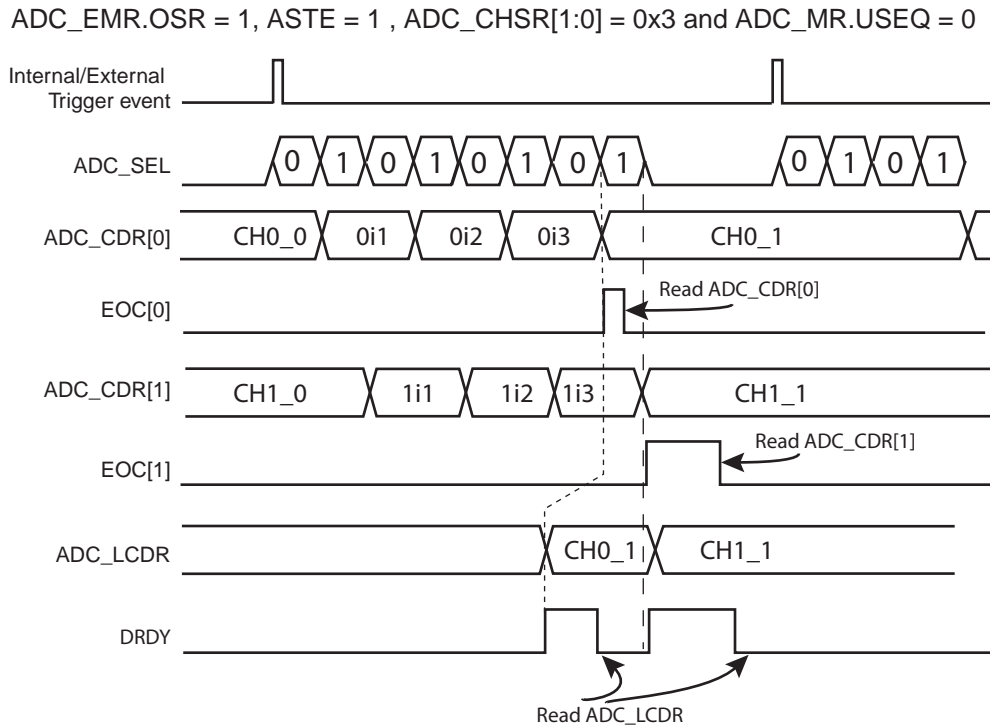 ADC_EMR.OSR = 1, ASTE = 1 , ADC_CHSR[1:0] = 0x3 and ADC_MR.USEQ = 0
Internal/External
Trigger event
ADC_SEL
0 1 0 1 0 1 0 1
0 1 0 1
ADC_CDR[0]
CH0_0
0i1
0i2
0i3
CH0_1
EOC[0]
Read ADC_CDR[0]
ADC_CDR[1]
CH1_0
1i1
1i2
1i3
CH1_1
EOC[1]
Read ADC_CDR[1]
ADC_LCDR
CH0_1
CH1_1
DRDY
Read ADC_LCDR